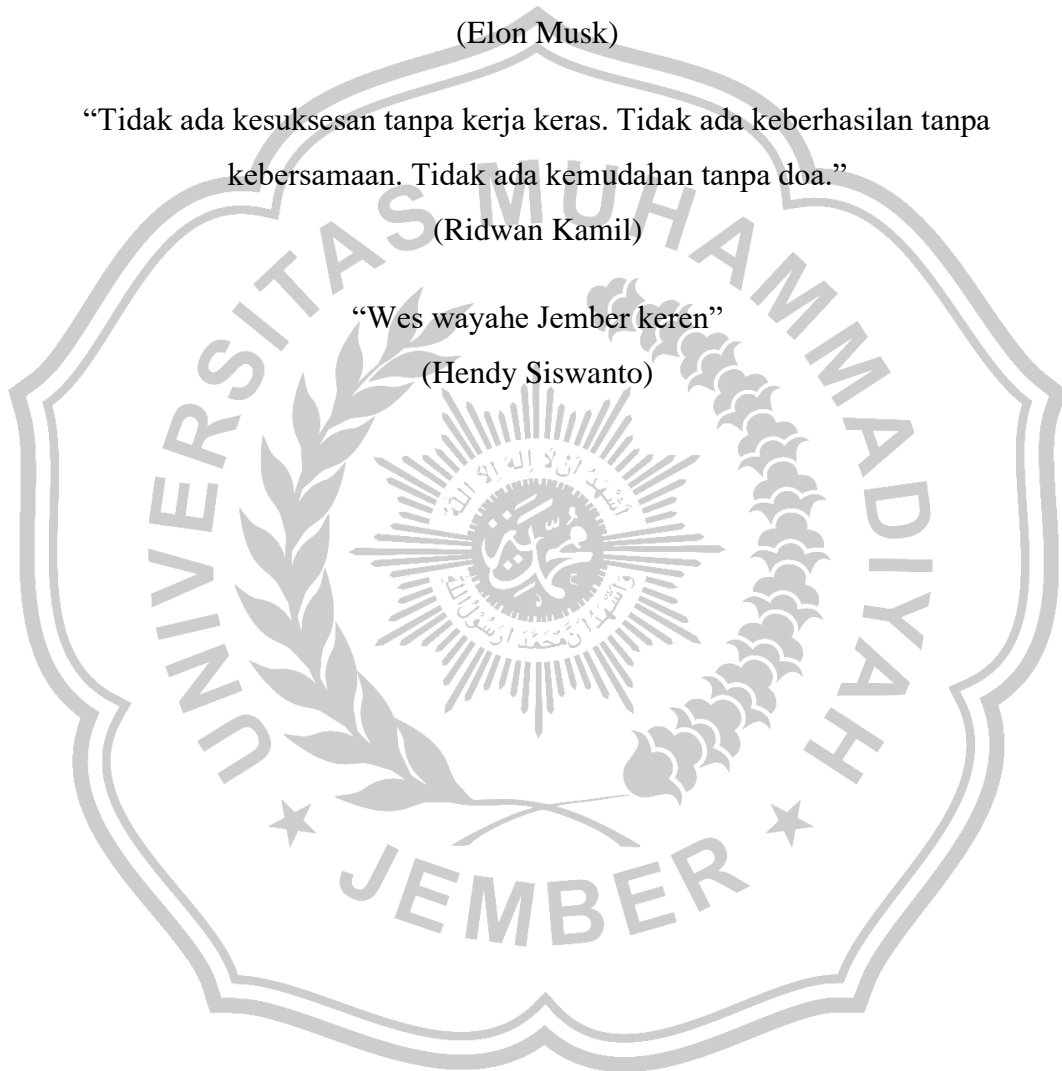 (Elon Musk)
“Tidak ada kesuksesan tanpa kerja keras. Tidak ada keberhasilan tanpa
kebersamaan. Tidak ada kemudahan tanpa doa.”
(Ridwan Kamil)
“Wes wayahe Jember keren”
(Hendy Siswanto)
UNIVERSITAS MUHAMMADIYAH
JEMBER